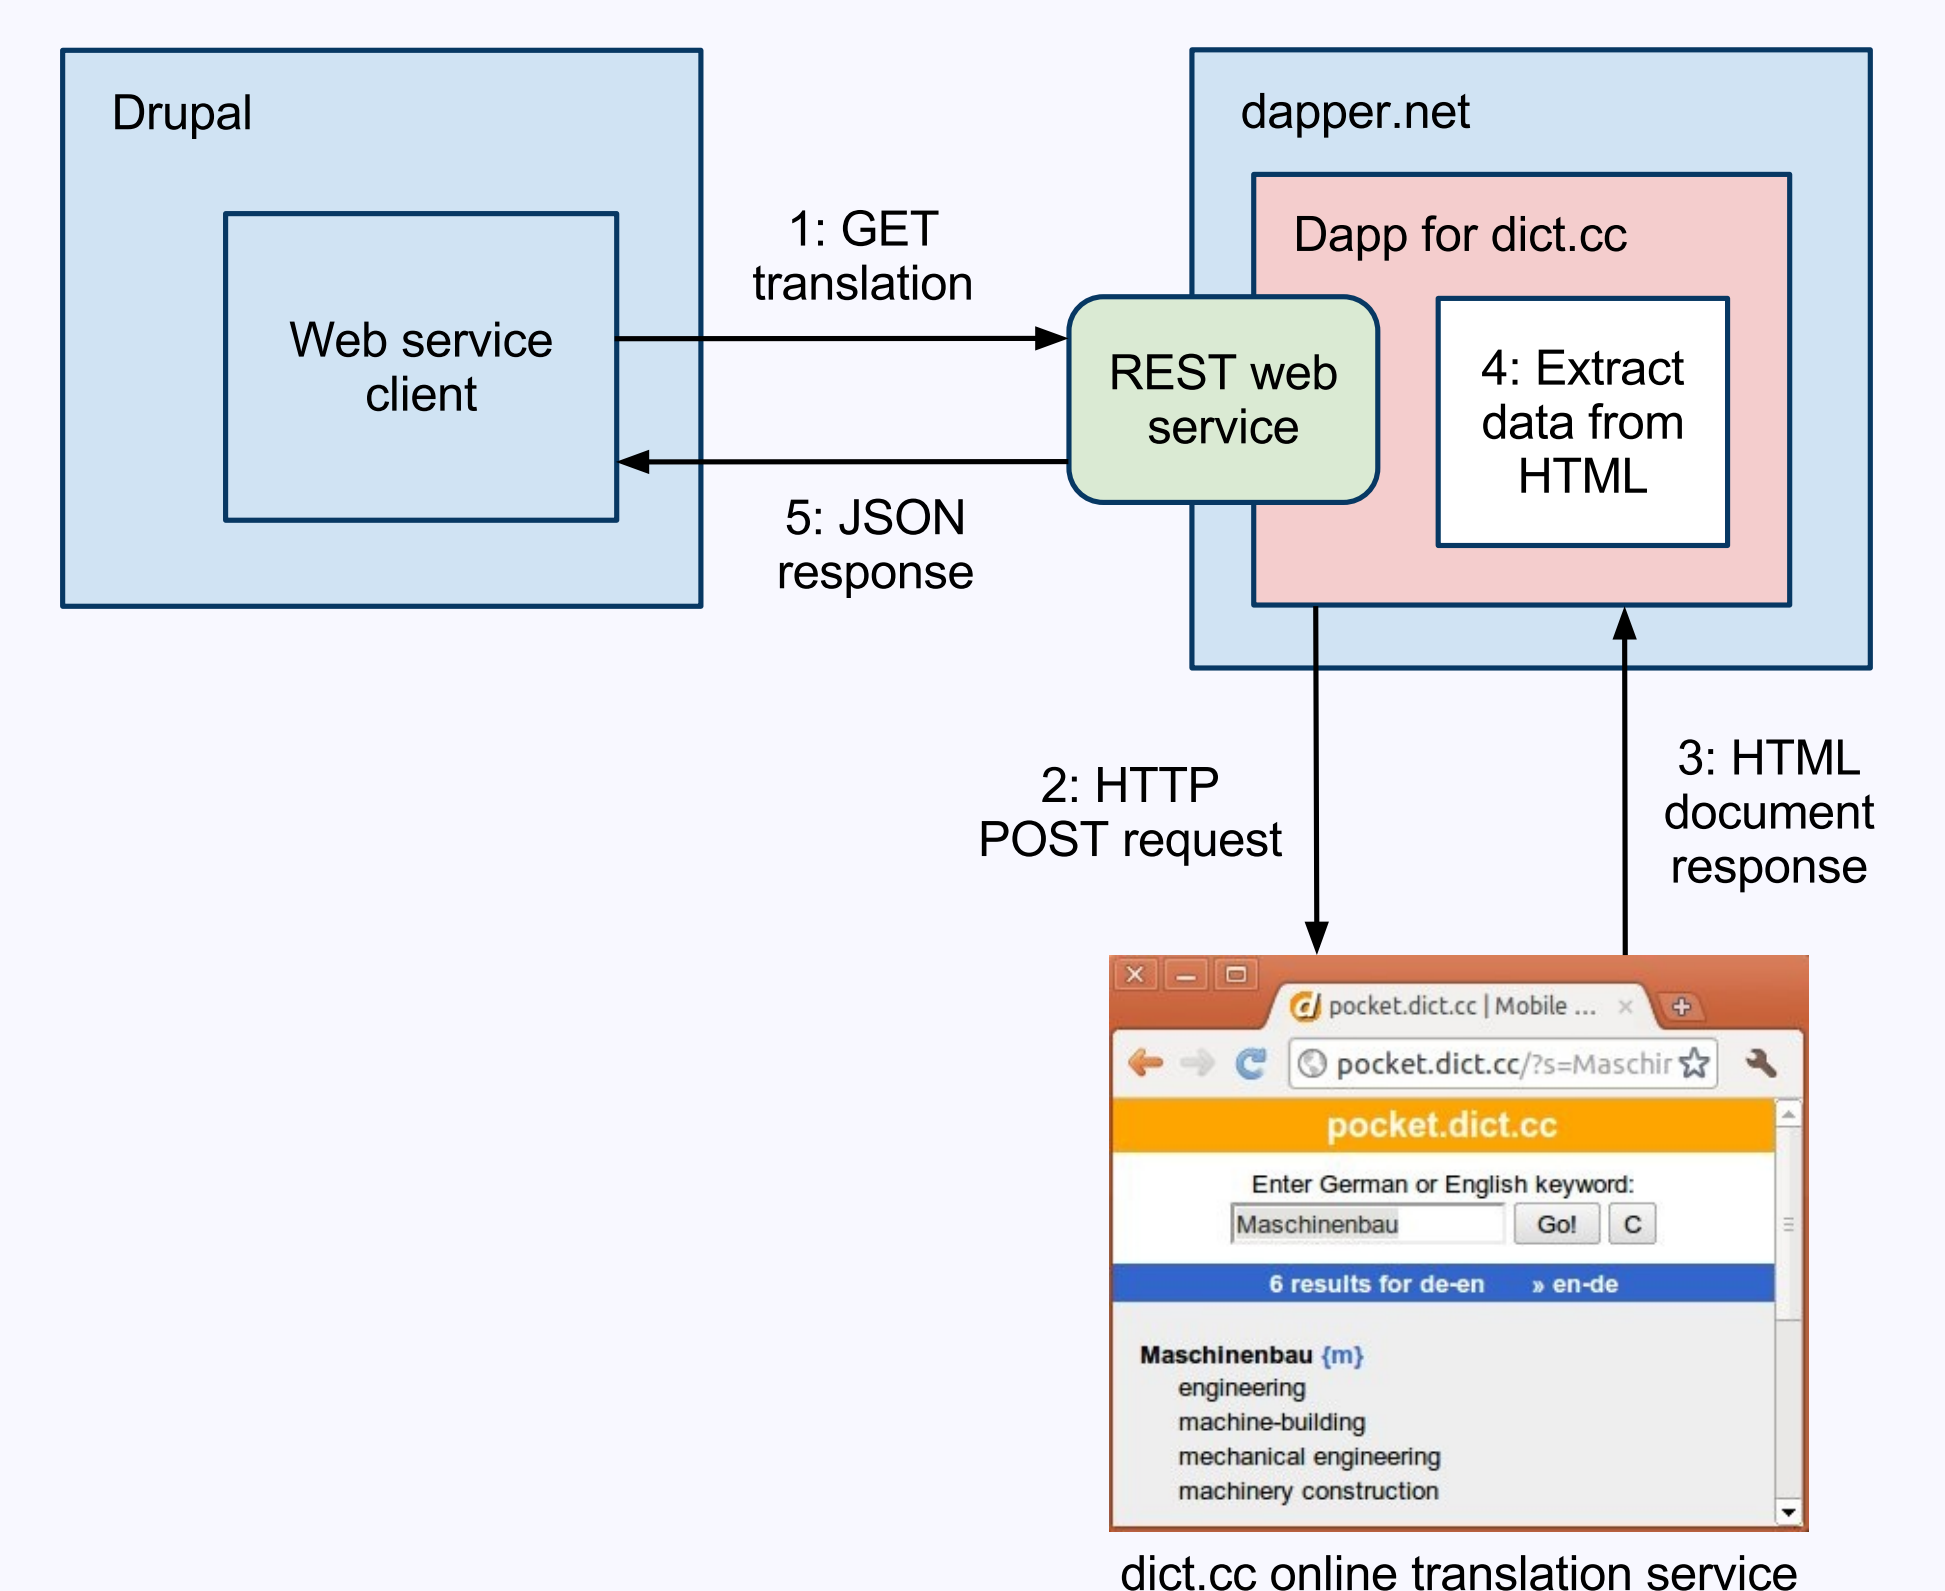 Drupal
Web service
client
1: GET
translation
5: JSON
response
dapper.net
Dapp for dict.cc
REST web
service
4: Extract
data from
HTML
2: HTTP
POST request
3: HTML
document
response
pocket.dict.cc | Mobile ...
pocket.dict.cc/?s=Maschin
pocket.dict.cc
Enter German or English keyword:
Maschinenbau Go! C
6 results for de-en » en-de
Maschinenbau {m}
engineering
machine-building
mechanical engineering
machinery construction
dict.cc online translation service